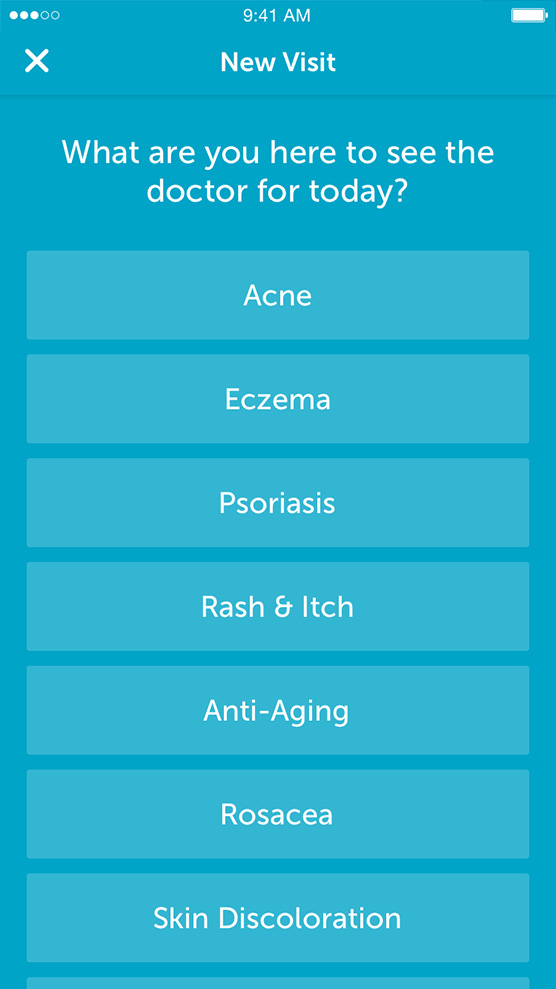 9:41 AM
New Visit
What are you here to see the
doctor for today?
Acne
Eczema
Psoriasis
Rash & Itch
Anti-Aging
Rosacea
Skin Discoloration